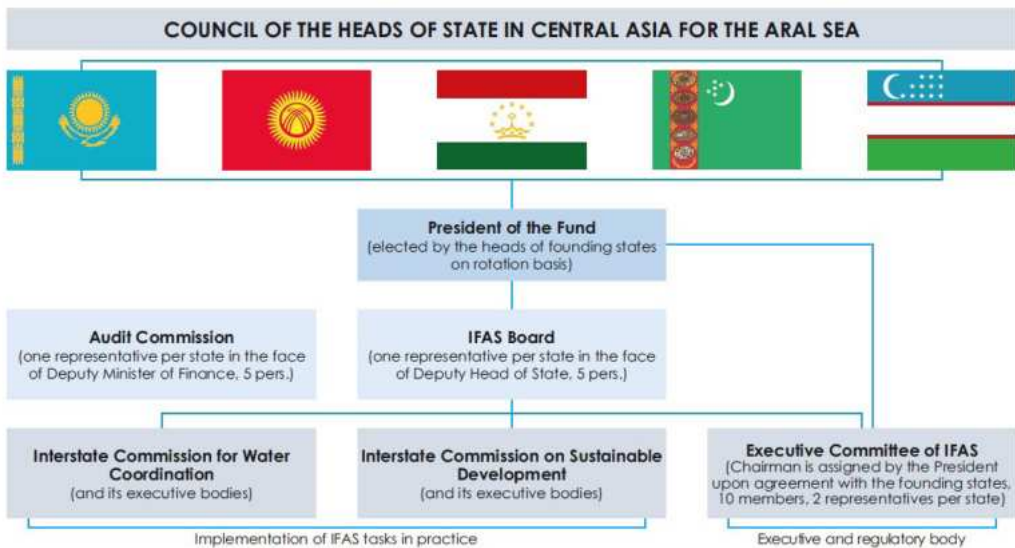 COUNCIL OF THE HEADS OF STATE IN CENTRAL ASIA FOR THE ARAL SEA
President of the Fund
(elected by the heads of founding states
on rotation basis)
Audit Commission
(one representative per state in the face
of Deputy Minister of Finance, 5 pers.)
IFAS Board
(one representative per state in the face
of Deputy Head of State, 5 pers.)
Interstate Commission for Water
Coordination
(and its executive bodies)
Interstate Commission on Sustainable
Development
(and its executive bodies)
Executive Committee of IFAS
(Chairman is assigned by the President
upon agreement with the founding states,
10 members, 2 representatives per state)
Implementation of IFAS tasks in practice
Executive and regulatory body